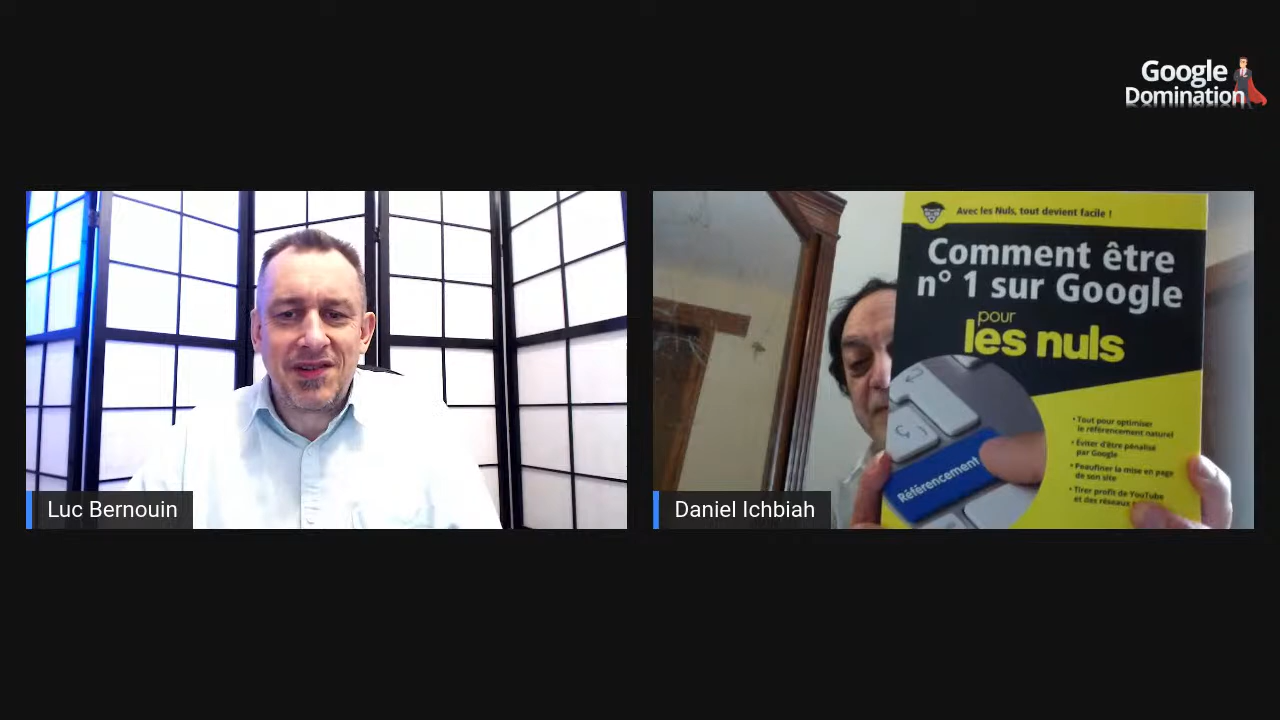 Google
Domination
Luc Bernouin
Avec les Nuls, tout devient facile !
Comment être
n° 1 sur Google
pour
les nuls
Référencement
• Tout pour optimiser
le référencement naturel
• Éviter d'être pénalisé
par Google
• Peaufiner la mise en page
de son site
• Tirer profit de YouTube
et des réseaux
Daniel Ichbiah